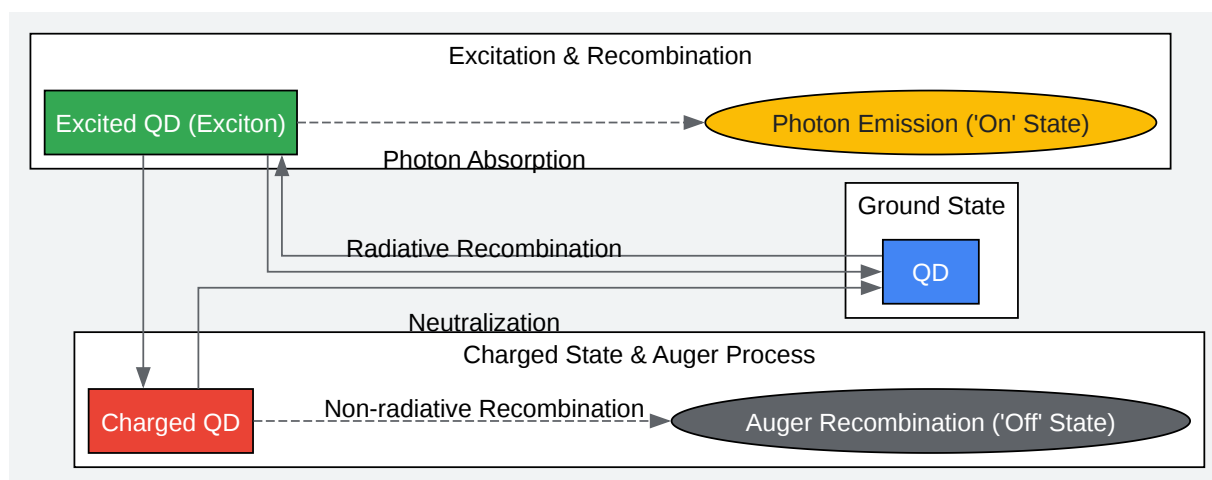 Excitation & Recombination
Excited QD (Exciton)
Photon Emission ('On' State)
Photon Absorption
Ground State
Radiative Recombination
QD
Neutralization
Charged State & Auger Process
Charged QD
Non-radiative Recombination
Auger Recombination ('Off' State)